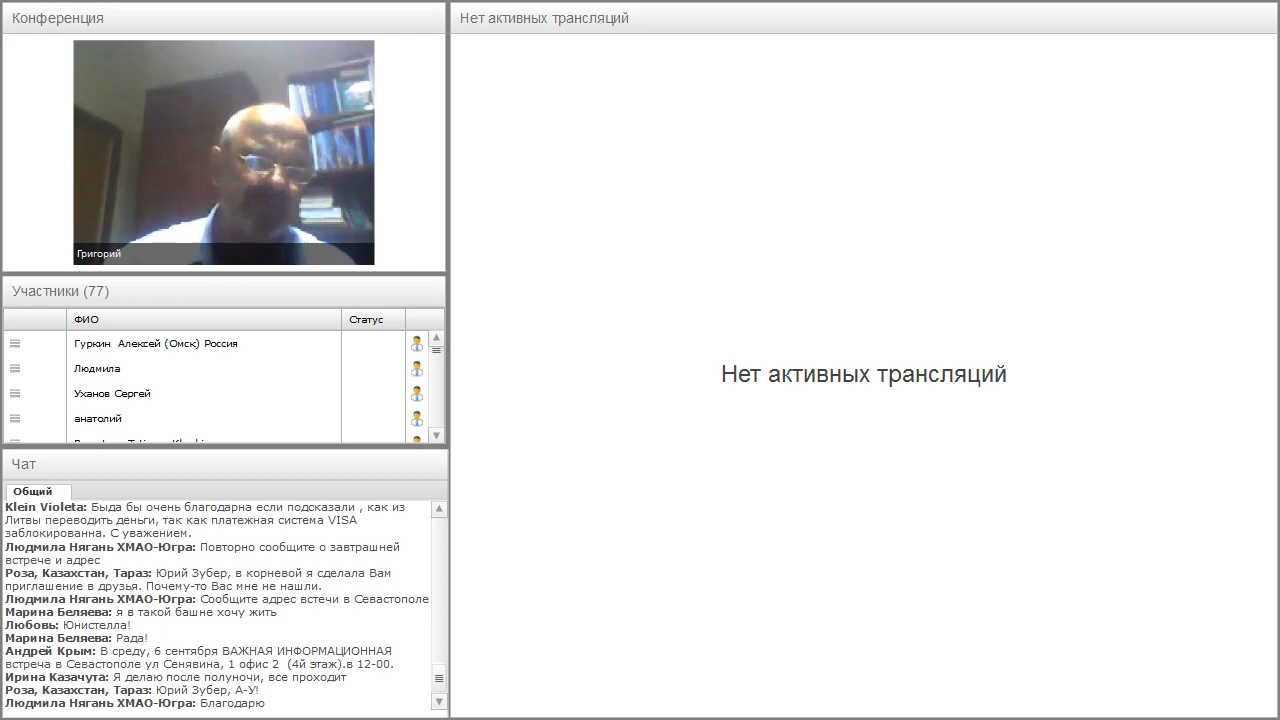 Конференция
Григорий
Участники (77)
ФИО Статус
Гуркин Алексей (Омск) Россия
Людмила
Уханов Сергей
анатолий
Чат
Общий
Klein Violeta: Быда бы очень благодарна если подсказали , как из
Литвы переводить деньги, так как платежная система VISA
заблокированна. С уважением.
Людмила Нягань ХМАО-Югра: Повторно сообщите о завтрашней
встрече и адрес
Роза, Казахстан, Тараз: Юрий Зубер, в корневой я сделала Вам
приглашение в друзья. Почему-то Вас мне не нашли.
Людмила Нягань ХМАО-Югра: Сообщите адрес встечи в Севастополе
Марина Беляева: я в такой башне хочу жить
Любовь: Юнистелла!
Марина Беляева: Рада!
Андрей Крым: В среду, 6 сентября ВАЖНАЯ ИНФОРМАЦИОННАЯ
встреча в Севастополе ул Сенявина, 1 офис 2 (4й этаж).в 12-00.
Ирина Казачута: Я делаю после полуночи, все проходит
Роза, Казахстан, Тараз: Юрий Зубер, А-У!
Людмила Нягань ХМАО-Югра: Благодарю
Нет активных трансляций
Нет активных трансляций